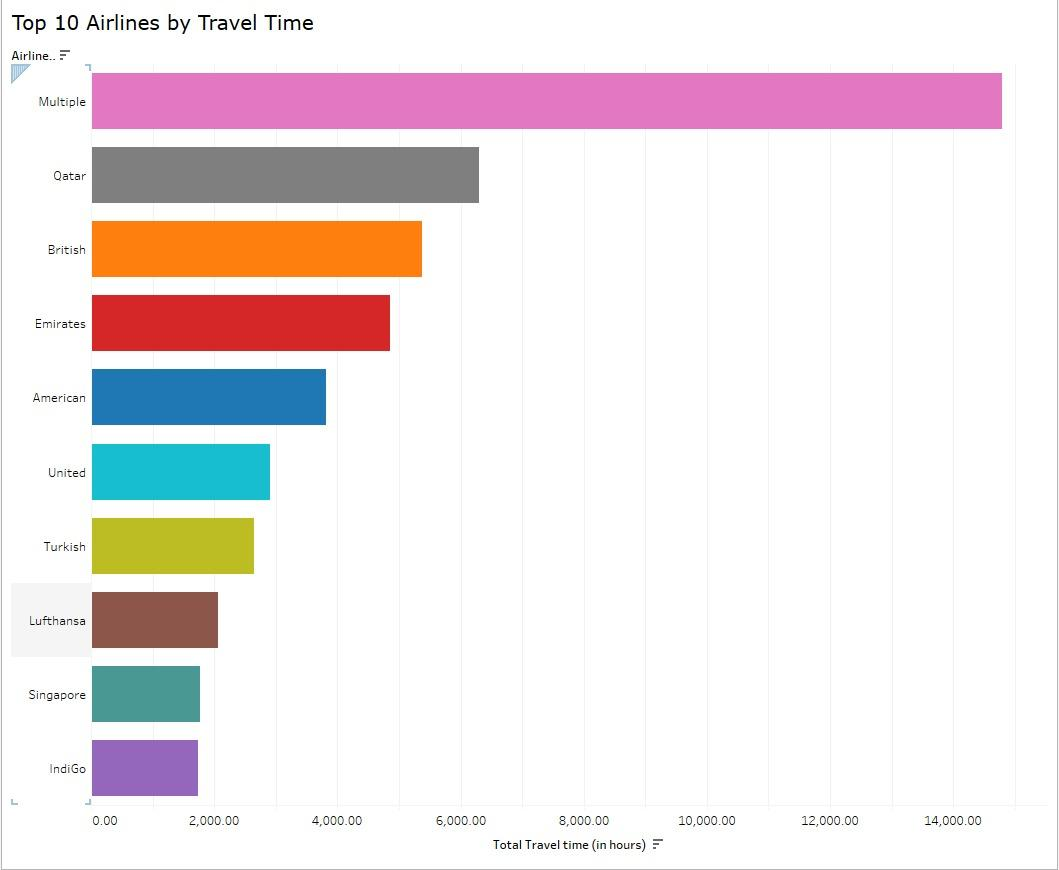 Top 10 Airlines by Travel Time
Airline..
Multiple
Qatar
British
Emirates
American
United
Turkish
Lufthansa
Singapore
IndiGo
0.00 2,000.00 4,000.00 6,000.00 8,000.00 10,000.00 12,000.00 14,000.00
Total Travel time (in hours)